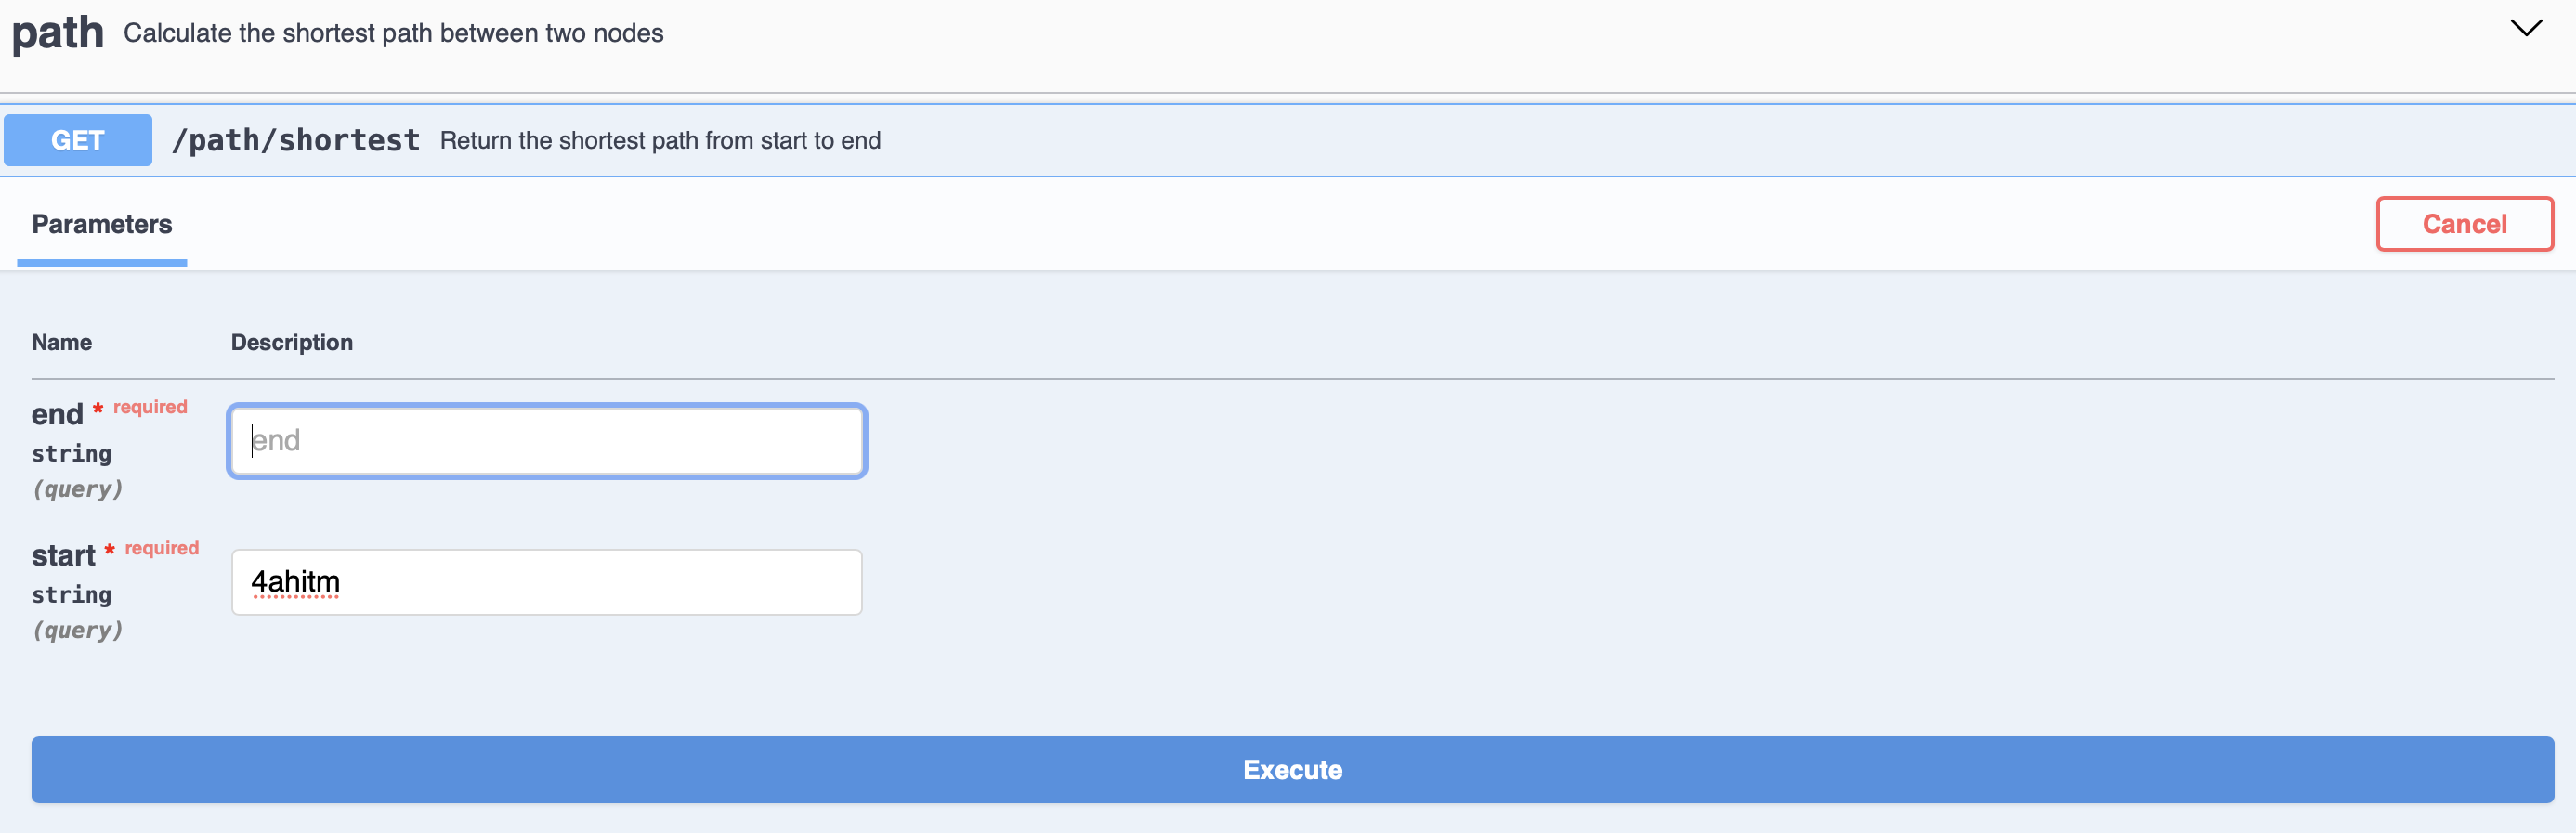 path Calculate the shortest path between two nodes
GET /path/shortest Return the shortest path from start to end
Parameters Cancel
Name Description
end * required
string
(query)
end
start * required
string
(query)
4ahitm
Execute